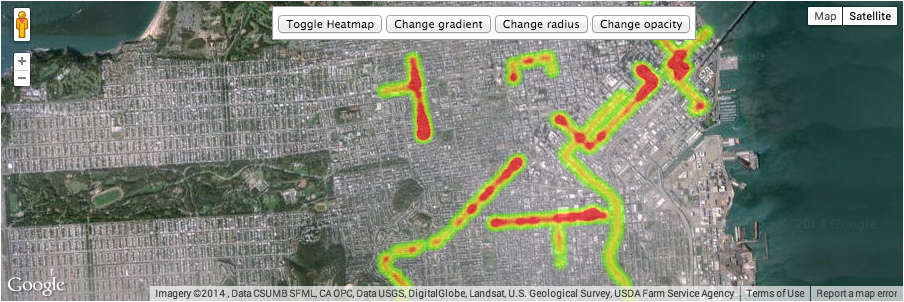 Toggle Heatmap Change gradient Change radius Change opacity
Map Satellite
+
−
Google
Imagery ©2014 , Data CSUMB SFML, CA OPC, Data USGS, DigitalGlobe, Landsat, U.S. Geological Survey, USDA Farm Service Agency Terms of Use Report a map error